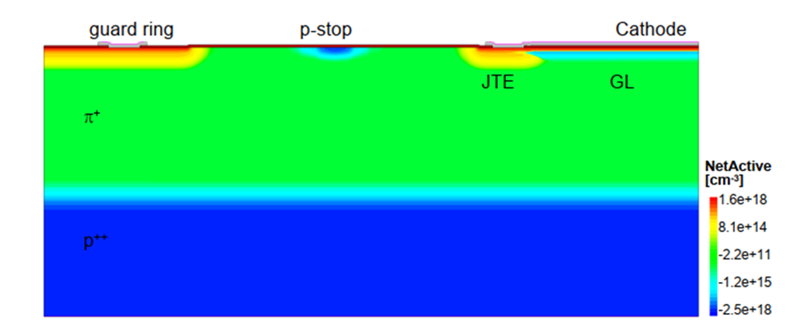 guard ring
p-stop
Cathode
JTE
GL
π⁺
p⁺⁺
NetActive
[cm⁻³]
1.6e+18
8.1e+14
-2.2e+11
-1.2e+15
-2.5e+18